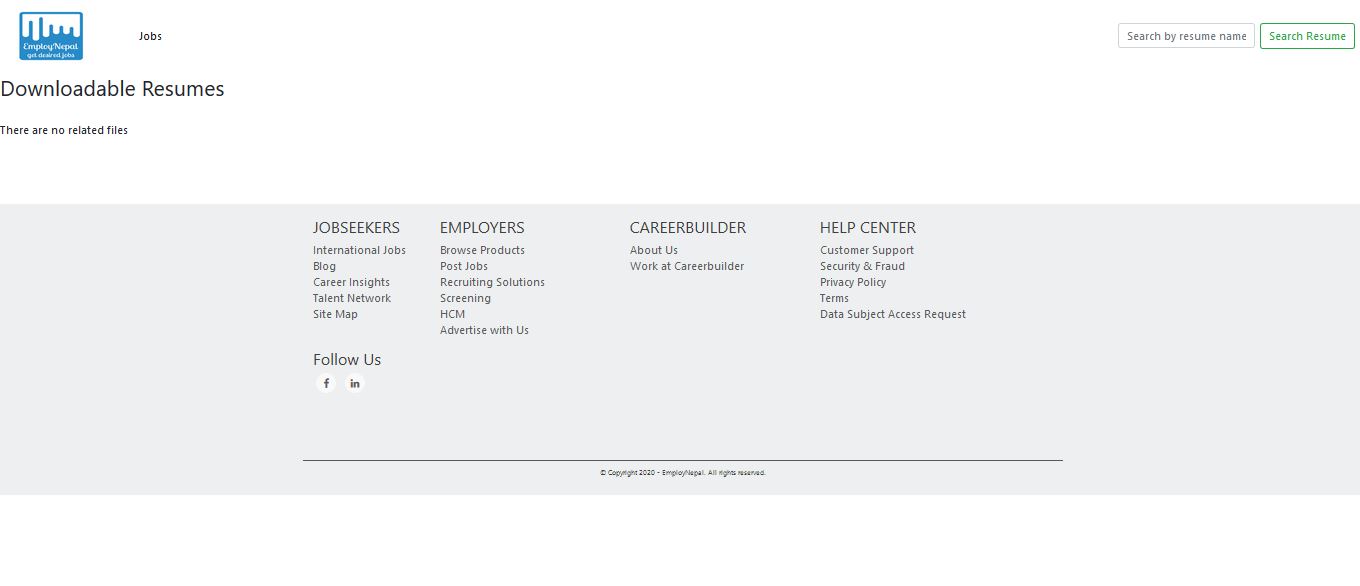 EmployNepal
get desired jobs
Jobs
Search by resume name
Search Resume
Downloadable Resumes
There are no related files
JOBSEEKERS
International Jobs
Blog
Career Insights
Talent Network
Site Map
EMPLOYERS
Browse Products
Post Jobs
Recruiting Solutions
Screening
HCM
Advertise with Us
CAREERBUILDER
About Us
Work at Careerbuilder
HELP CENTER
Customer Support
Security & Fraud
Privacy Policy
Terms
Data Subject Access Request
Follow Us
f in
© Copyright 2020 - EmployNepal. All rights reserved.